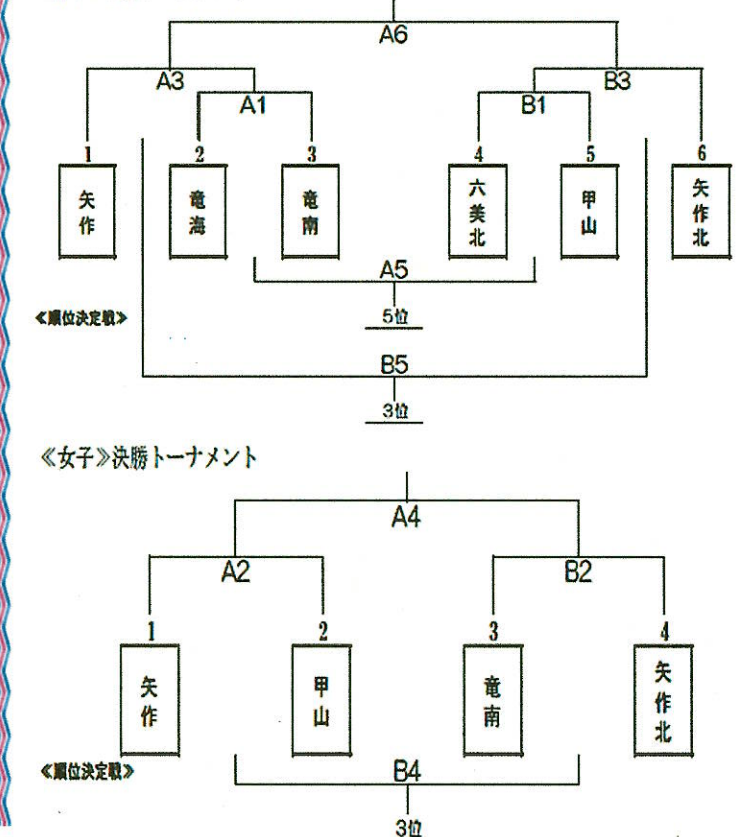 A6
A3 B3
A1 B1
1 2 3 4 5 6
矢作 竜海 竜南 六美北 甲山 矢作北
A5
《順位決定戦》 5位
B5
3位
《女子》決勝トーナメント
A4
A2 B2
1 2 3 4
矢作 甲山 竜南 矢作北
《順位決定戦》 B4
3位